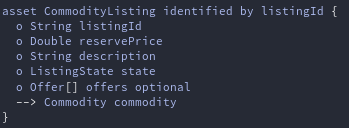 asset CommodityListing identified by listingId {
  o String listingId
  o Double reservePrice
  o String description
  o ListingState state
  o Offer[] offers optional
  --> Commodity commodity
}